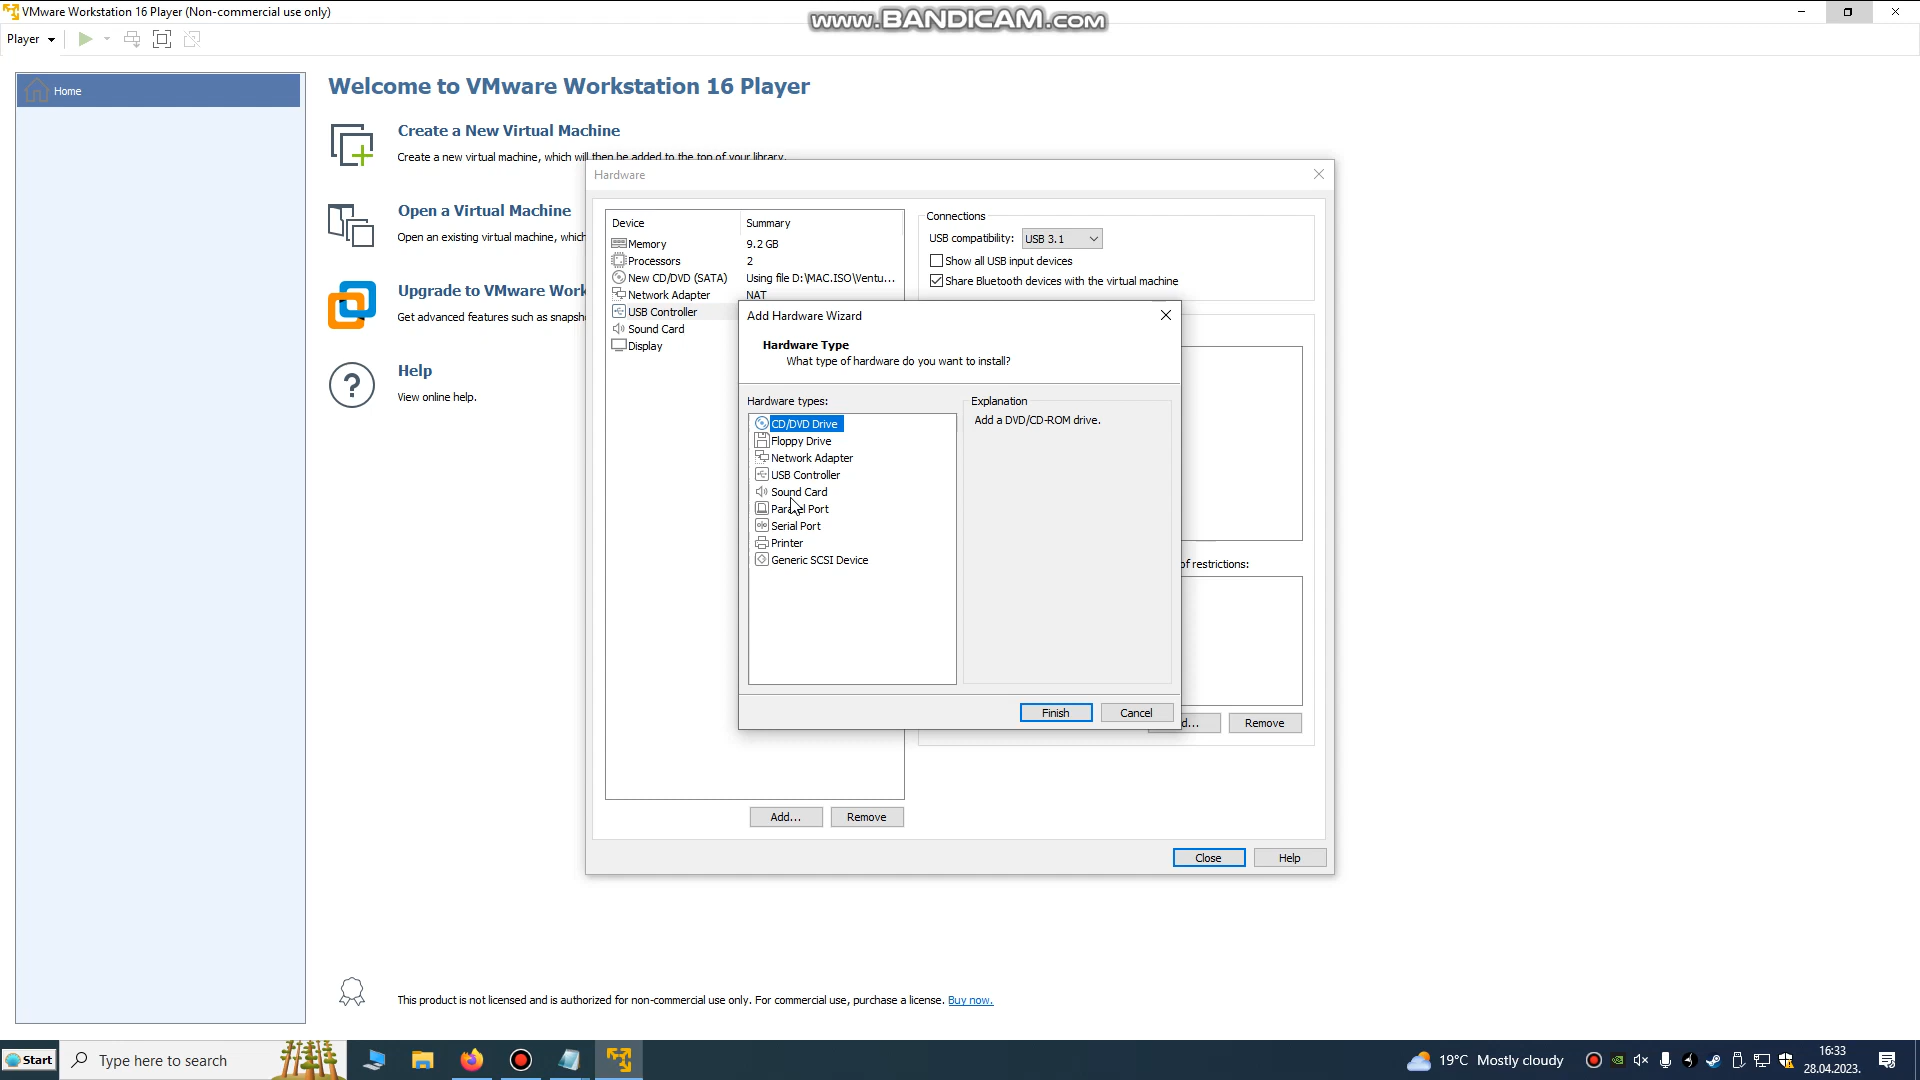 VMware Workstation 16 Player (Non-commercial use only)
www.BANDICAM.com
Player
Home
Welcome to VMware Workstation 16 Player
Create a New Virtual Machine
Create a new virtual machine, which will then be added to the top of your library.
Open a Virtual Machine
Open an existing virtual machine, which
Upgrade to VMware Work
Get advanced features such as snapsh
Help
View online help.
Hardware
Device Summary
Memory 9.2 GB
Processors 2
New CD/DVD (SATA) Using file D:\MAC.ISO\Ventu...
Network Adapter NAT
USB Controller
Sound Card
Display
Connections
USB compatibility: USB 3.1
Show all USB input devices
Share Bluetooth devices with the virtual machine
Add Hardware Wizard
Hardware Type
What type of hardware do you want to install?
Hardware types:
CD/DVD Drive
Floppy Drive
Network Adapter
USB Controller
Sound Card
Parallel Port
Serial Port
Printer
Generic SCSI Device
Explanation
Add a DVD/CD-ROM drive.
Finish Cancel
of restrictions:
d... Remove
Add... Remove
Close Help
This product is not licensed and is authorized for non-commercial use only. For commercial use, purchase a license. Buy now.
Start
Type here to search
19°C Mostly cloudy
16:33
28.04.2023.